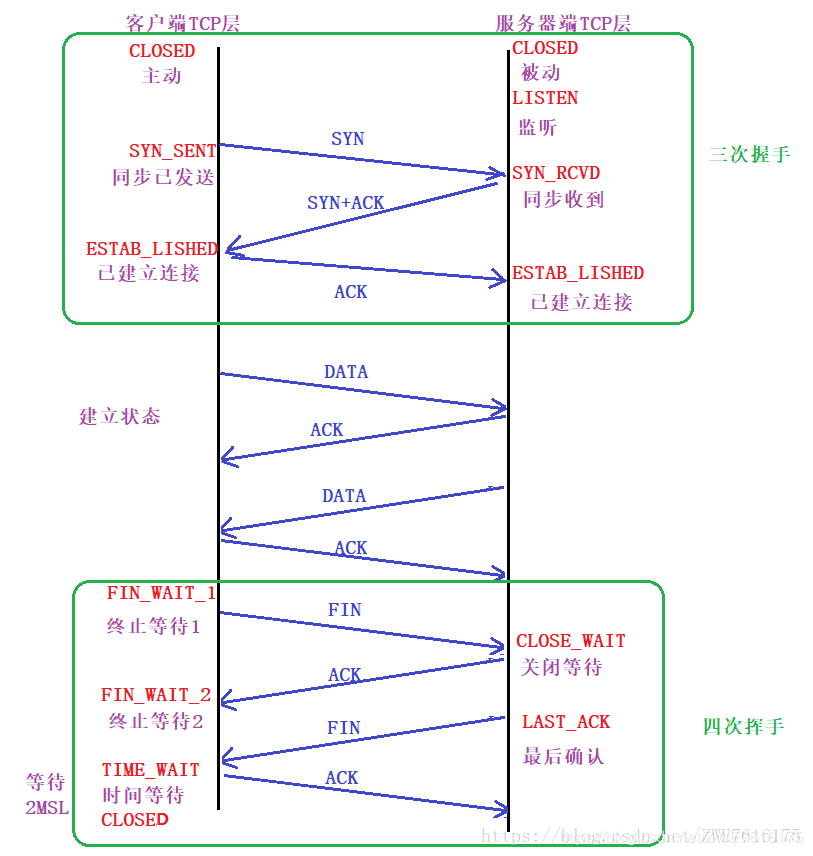 客户端TCP层
服务器端TCP层
CLOSED
主动
CLOSED
被动
LISTEN
监听
SYN
SYN_SENT
同步已发送
三次握手
SYN_RCVD
同步收到
SYN+ACK
ESTAB_LISHED
已建立连接
ESTAB_LISHED
已建立连接
ACK
DATA
建立状态
ACK
DATA
ACK
FIN_WAIT_1
终止等待1
FIN
CLOSE_WAIT
关闭等待
ACK
FIN_WAIT_2
终止等待2
FIN
LAST_ACK
最后确认
四次挥手
TIME_WAIT
时间等待
等待
2MSL
ACK
CLOSED
https://blog.csdn.net/ZWE7616175